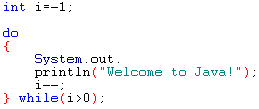 int i=-1;
do
{
System.out.
println("Welcome to Java!");
i--;
} while(i>0);